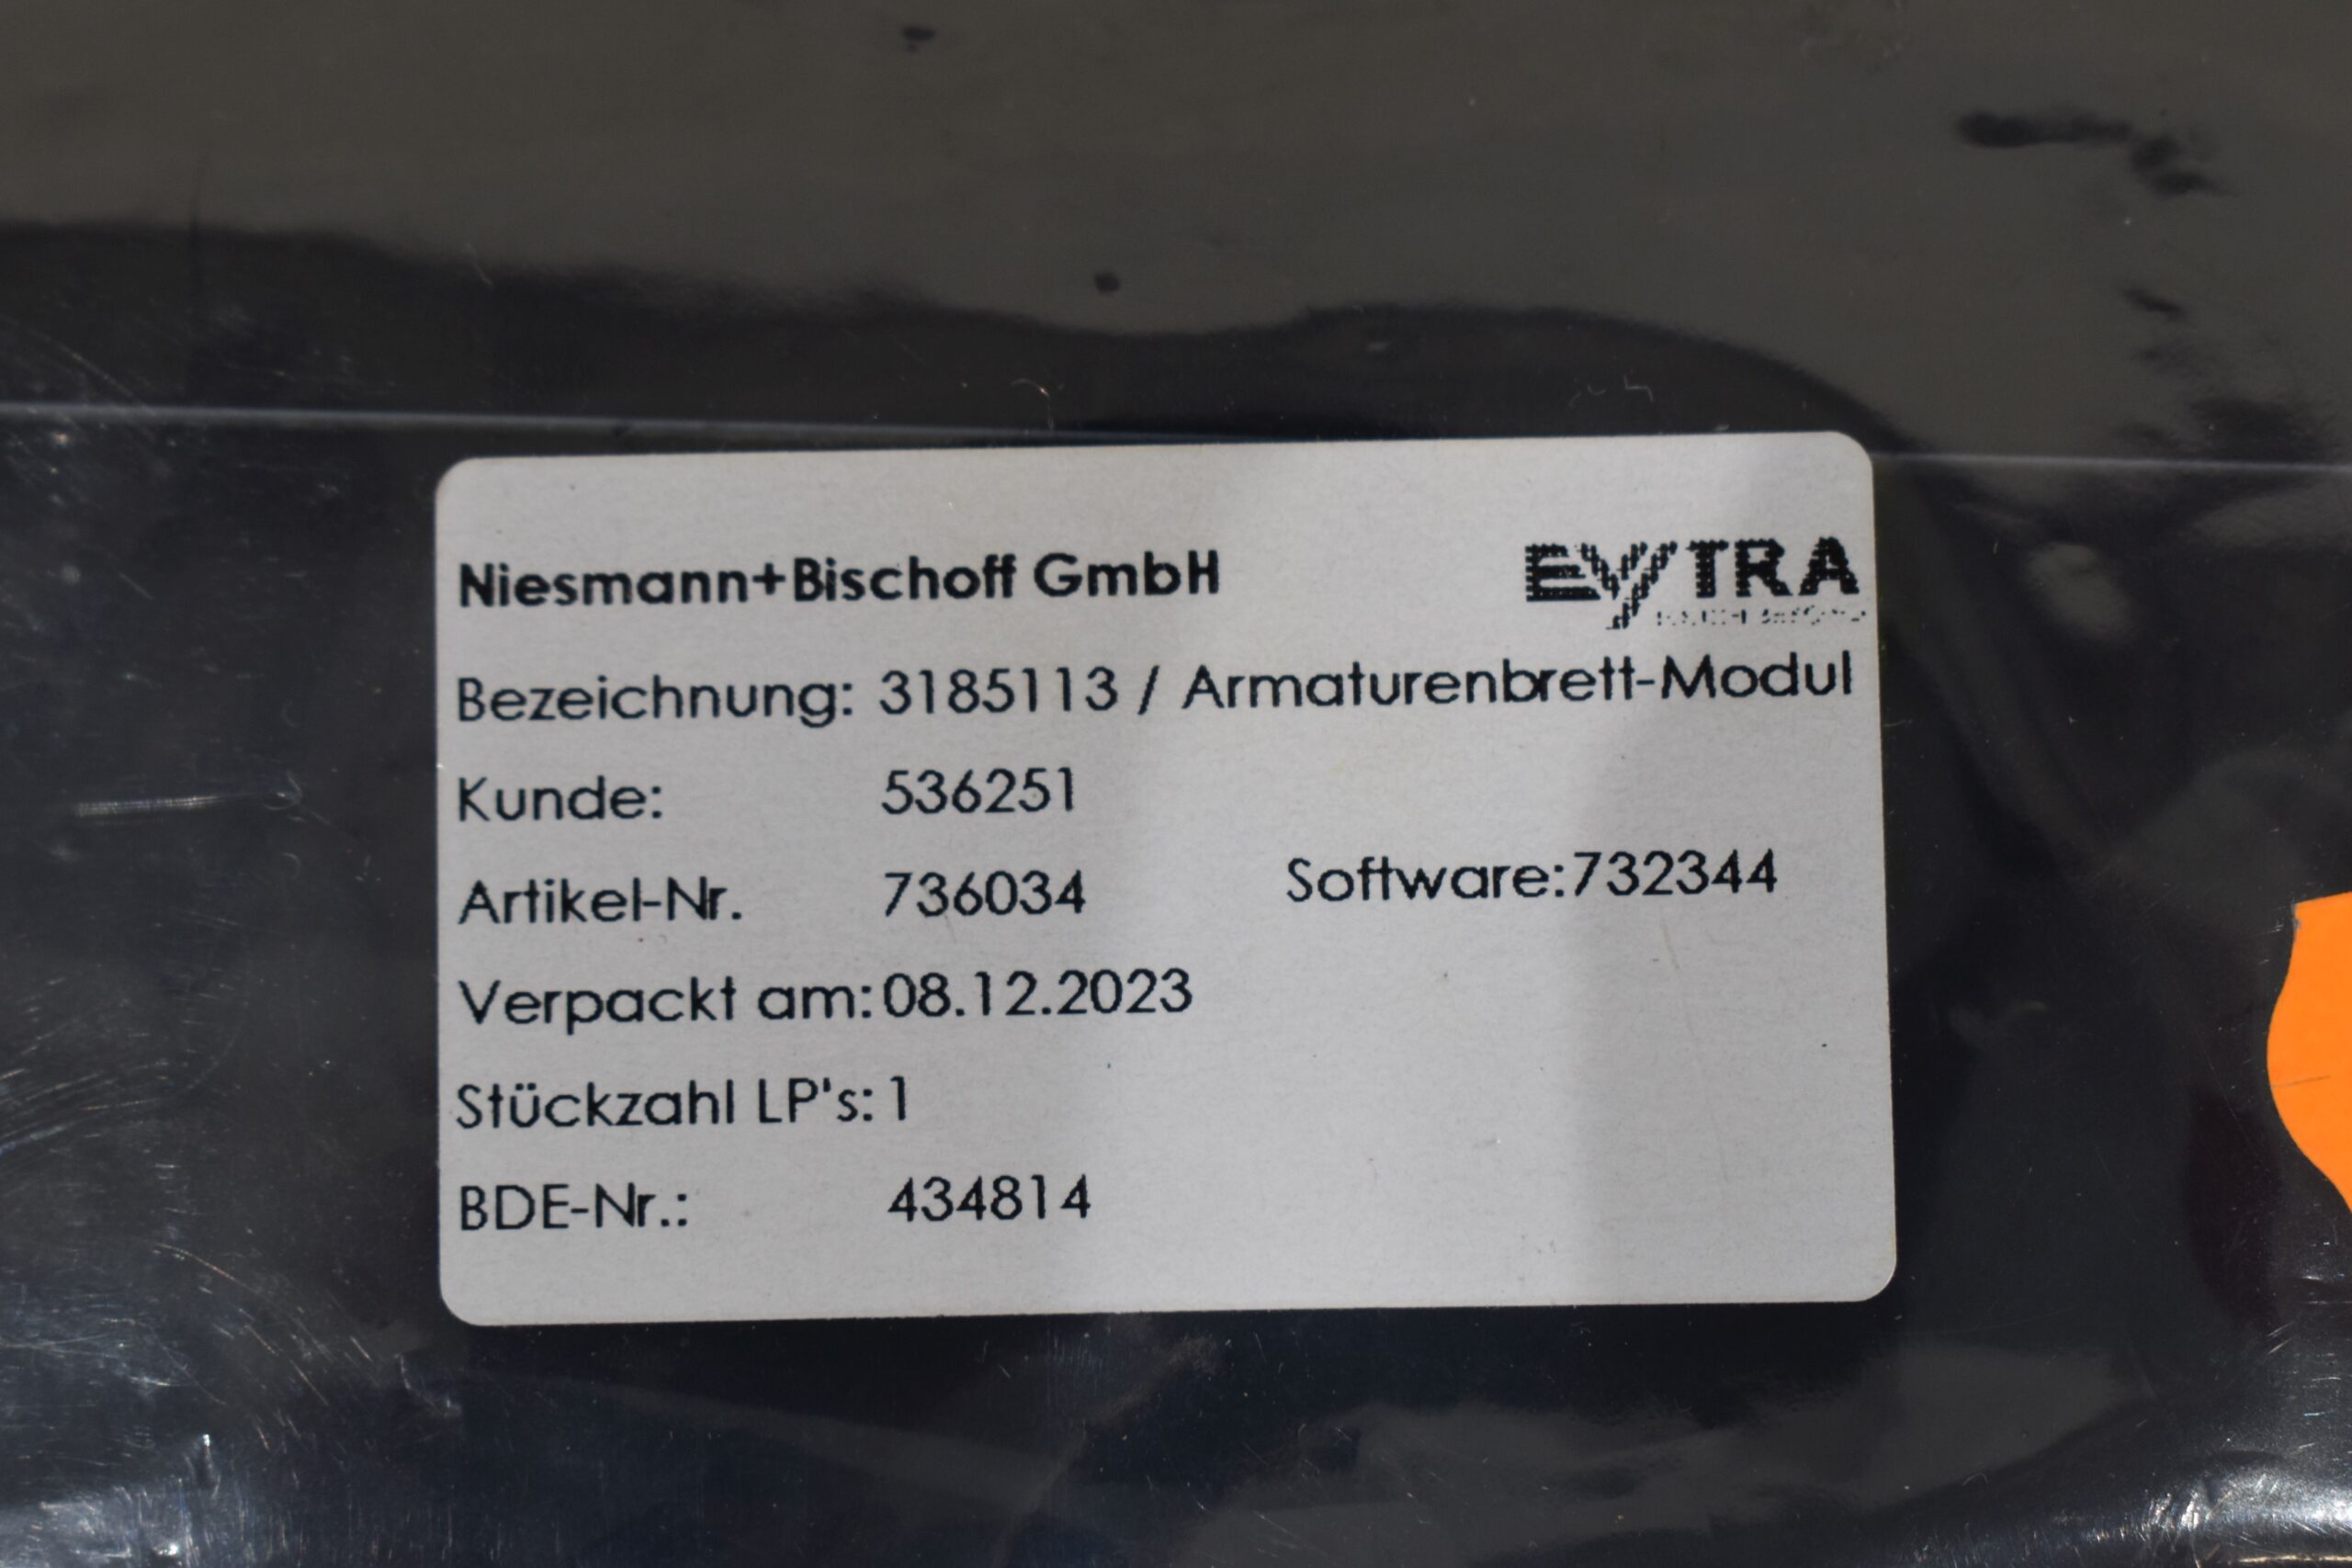 Niesmann+Bischoff GmbH
EYTRA
Bezeichnung: 3185113 / Armaturenbrett-Modul
Kunde: 536251
Artikel-Nr. 736034 Software:732344
Verpackt am: 08.12.2023
Stückzahl LP's: 1
BDE-Nr.: 434814